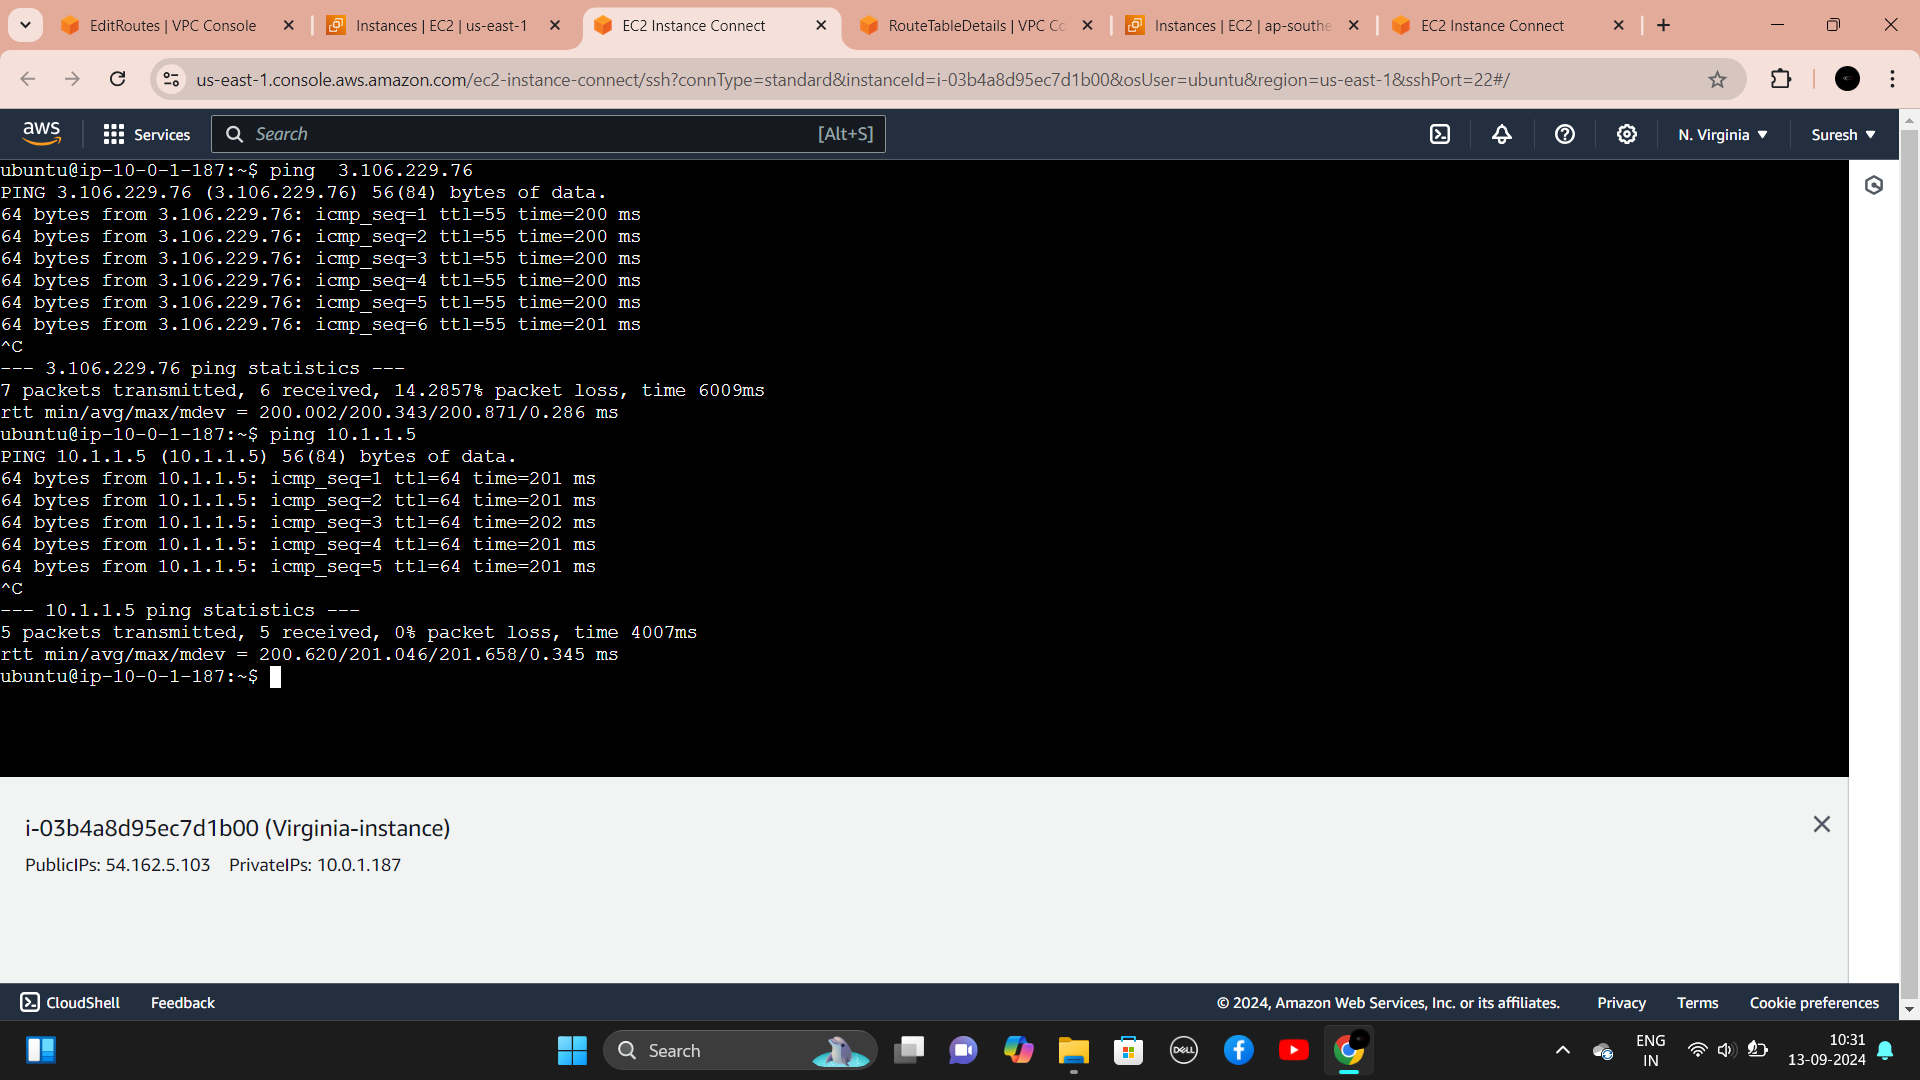 EditRoutes | VPC Console
Instances | EC2 | us-east-1
EC2 Instance Connect
RouteTableDetails | VPC Co
Instances | EC2 | ap-southe
EC2 Instance Connect
us-east-1.console.aws.amazon.com/ec2-instance-connect/ssh?connType=standard&instanceId=i-03b4a8d95ec7d1b00&osUser=ubuntu&region=us-east-1&sshPort=22#/
aws
Services
Search
[Alt+S]
N. Virginia
Suresh
ubuntu@ip-10-0-1-187:~$ ping  3.106.229.76
PING 3.106.229.76 (3.106.229.76) 56(84) bytes of data.
64 bytes from 3.106.229.76: icmp_seq=1 ttl=55 time=200 ms
64 bytes from 3.106.229.76: icmp_seq=2 ttl=55 time=200 ms
64 bytes from 3.106.229.76: icmp_seq=3 ttl=55 time=200 ms
64 bytes from 3.106.229.76: icmp_seq=4 ttl=55 time=200 ms
64 bytes from 3.106.229.76: icmp_seq=5 ttl=55 time=200 ms
64 bytes from 3.106.229.76: icmp_seq=6 ttl=55 time=201 ms
^C
--- 3.106.229.76 ping statistics ---
7 packets transmitted, 6 received, 14.2857% packet loss, time 6009ms
rtt min/avg/max/mdev = 200.002/200.343/200.871/0.286 ms
ubuntu@ip-10-0-1-187:~$ ping 10.1.1.5
PING 10.1.1.5 (10.1.1.5) 56(84) bytes of data.
64 bytes from 10.1.1.5: icmp_seq=1 ttl=64 time=201 ms
64 bytes from 10.1.1.5: icmp_seq=2 ttl=64 time=201 ms
64 bytes from 10.1.1.5: icmp_seq=3 ttl=64 time=202 ms
64 bytes from 10.1.1.5: icmp_seq=4 ttl=64 time=201 ms
64 bytes from 10.1.1.5: icmp_seq=5 ttl=64 time=201 ms
^C
--- 10.1.1.5 ping statistics ---
5 packets transmitted, 5 received, 0% packet loss, time 4007ms
rtt min/avg/max/mdev = 200.620/201.046/201.658/0.345 ms
ubuntu@ip-10-0-1-187:~$
i-03b4a8d95ec7d1b00 (Virginia-instance)
PublicIPs: 54.162.5.103    PrivateIPs: 10.0.1.187
CloudShell
Feedback
© 2024, Amazon Web Services, Inc. or its affiliates.
Privacy
Terms
Cookie preferences
Search
DELL
ENG
IN
10:31
13-09-2024